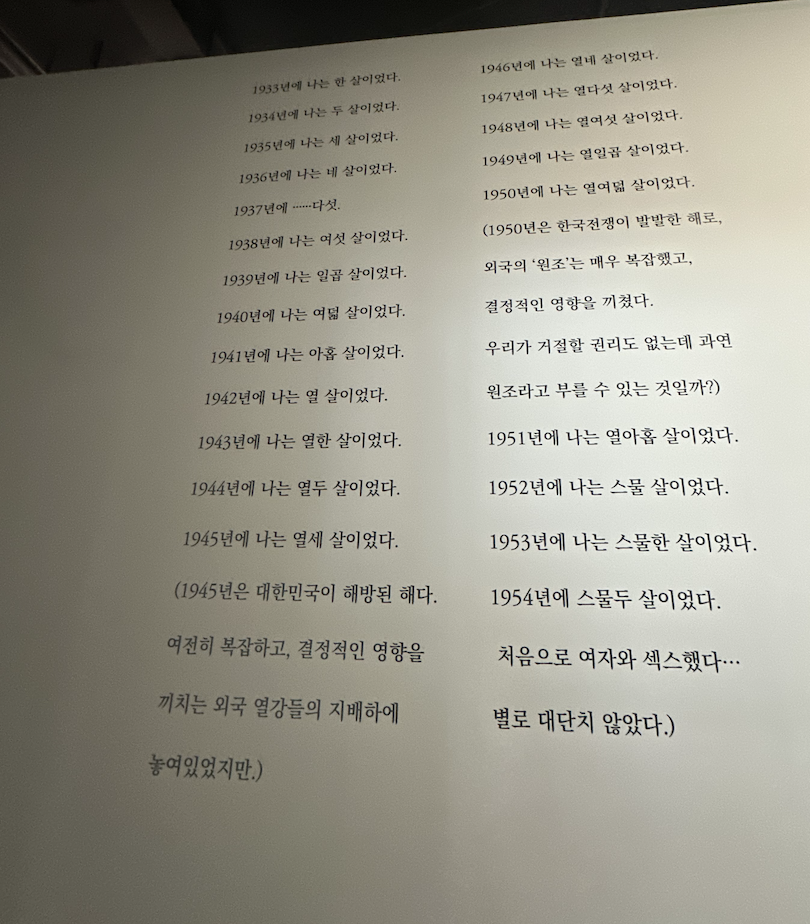 1933년에 나는 한 살이었다.
1934년에 나는 두 살이었다.
1935년에 나는 세 살이었다.
1936년에 나는 네 살이었다.
1937년에 ……다섯.
1938년에 나는 여섯 살이었다.
1939년에 나는 일곱 살이었다.
1940년에 나는 여덟 살이었다.
1941년에 나는 아홉 살이었다.
1942년에 나는 열 살이었다.
1943년에 나는 열한 살이었다.
1944년에 나는 열두 살이었다.
1945년에 나는 열세 살이었다.
(1945년은 대한민국이 해방된 해다.
여전히 복잡하고, 결정적인 영향을
끼치는 외국 열강들의 지배하에
놓여있었지만.)
1946년에 나는 열네 살이었다.
1947년에 나는 열다섯 살이었다.
1948년에 나는 열여섯 살이었다.
1949년에 나는 열일곱 살이었다.
1950년에 나는 열여덟 살이었다.
(1950년은 한국전쟁이 발발한 해로,
외국의 ‘원조’는 매우 복잡했고,
결정적인 영향을 끼쳤다.
우리가 거절할 권리도 없는데 과연
원조라고 부를 수 있는 것일까?)
1951년에 나는 열아홉 살이었다.
1952년에 나는 스물 살이었다.
1953년에 나는 스물한 살이었다.
1954년에 스물두 살이었다.
처음으로 여자와 섹스했다…
별로 대단치 않았다.)